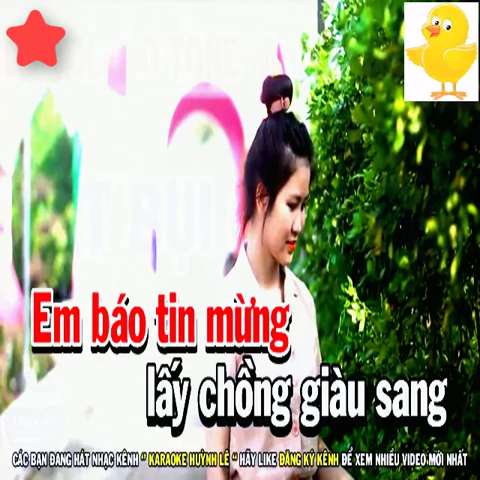 Em báo tin mừng
lấy chồng giàu sang
CÁC BẠN ĐANG HÁT NHẠC KÊNH " KARAOKE HUỲNH LÊ " HÃY LIKE ĐĂNG KÝ KÊNH ĐỂ XEM NHIỀU VIDEO MỚI NHẤT